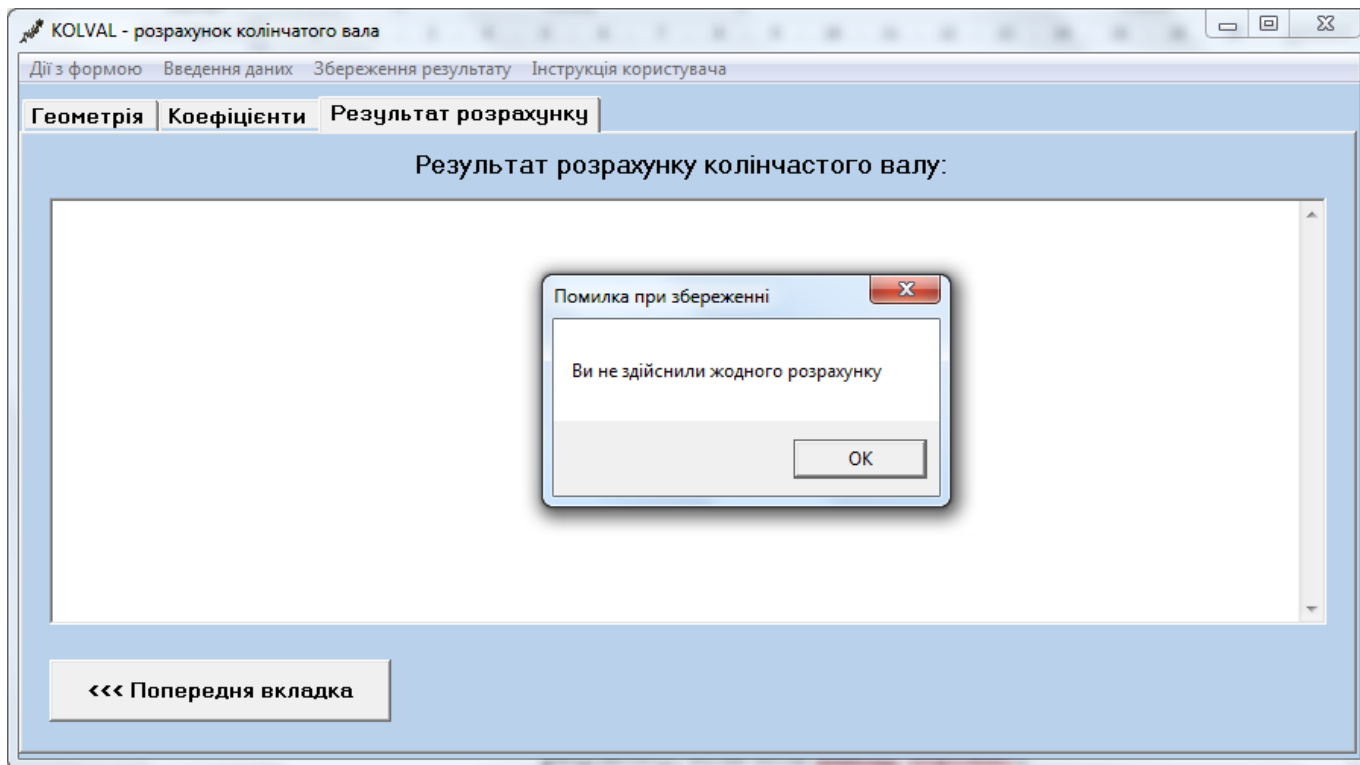 KOLVAL - розрахунок колінчатого вала
Дії з формою Введення даних Збереження результату Інструкція користувача
Геометрія Коефіцієнти Результат розрахунку
Результат розрахунку колінчастого валу:
Помилка при збереженні
Ви не здійснили жодного розрахунку
OK
<<< Попередня вкладка